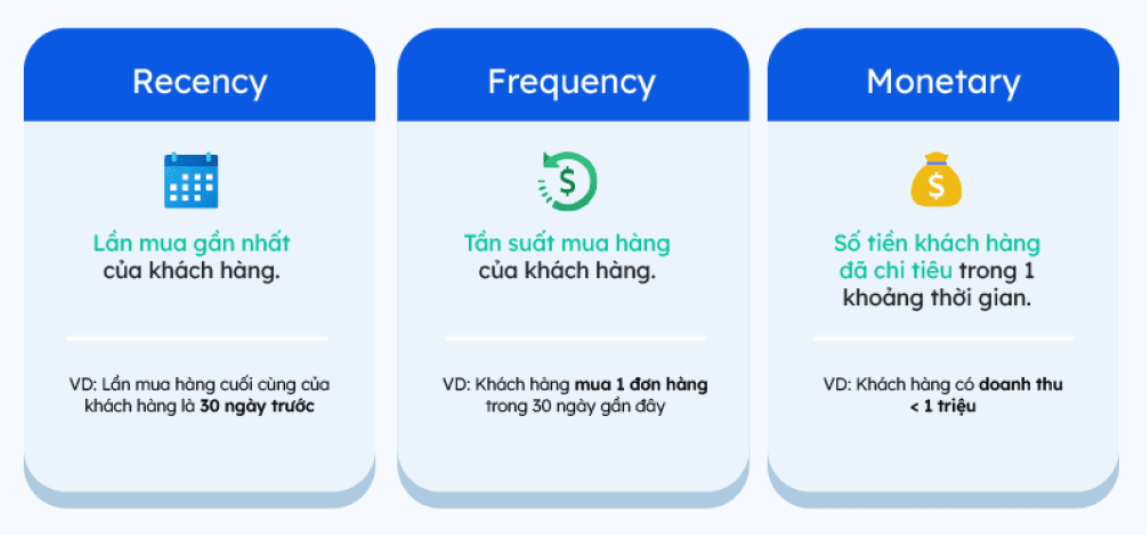 Recency
Lần mua gần nhất
của khách hàng.
VD: Lần mua hàng cuối cùng của
khách hàng là 30 ngày trước
Frequency
$
Tần suất mua hàng
của khách hàng.
VD: Khách hàng mua 1 đơn hàng
trong 30 ngày gần đây
Monetary
$
Số tiền khách hàng
đã chi tiêu trong 1
khoảng thời gian.
VD: Khách hàng có doanh thu
< 1 triệu